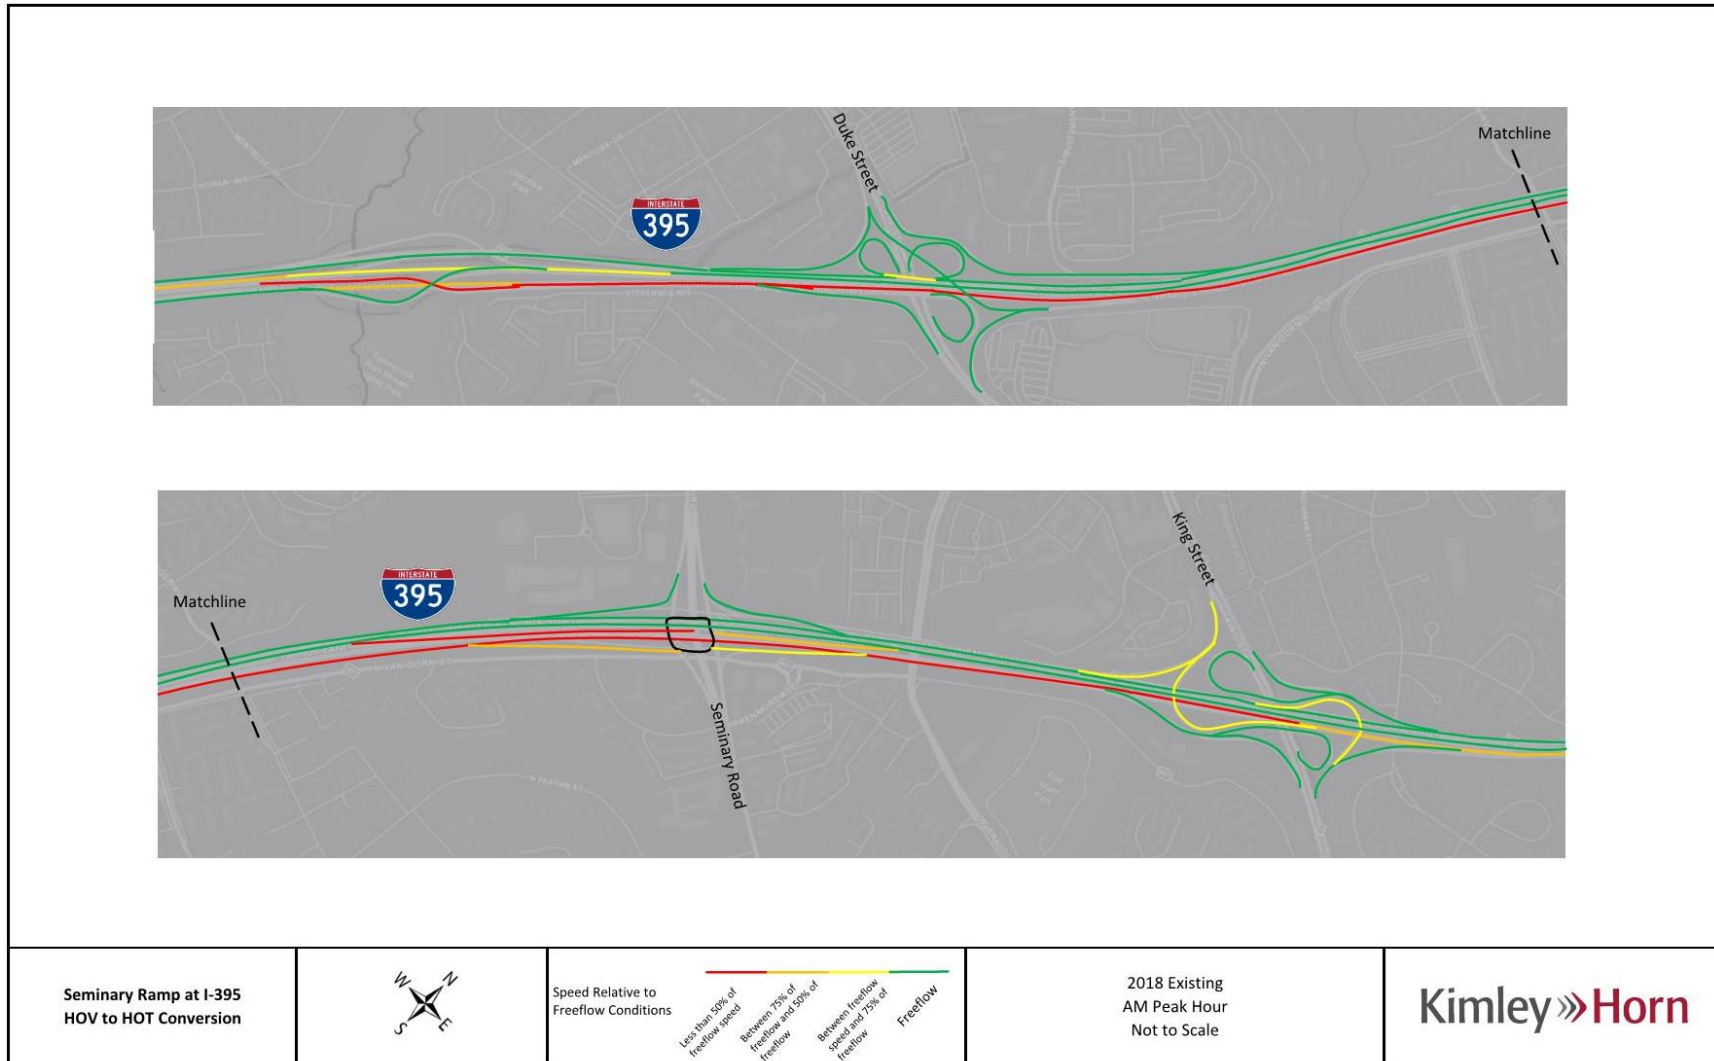 Duke Street
Matchline
INTERSTATE
395
INTERSTATE
395
Matchline
Seminary Road
King Street
Seminary Ramp at I-395
HOV to HOT Conversion
W
N
S
E
Speed Relative to
Freeflow Conditions
Less than 50% of
freeflow speed
Between 75% of
freeflow and 50% of
freeflow
Between freeflow
speed and 75% of
freeflow
Freeflow
2018 Existing
AM Peak Hour
Not to Scale
Kimley»Horn